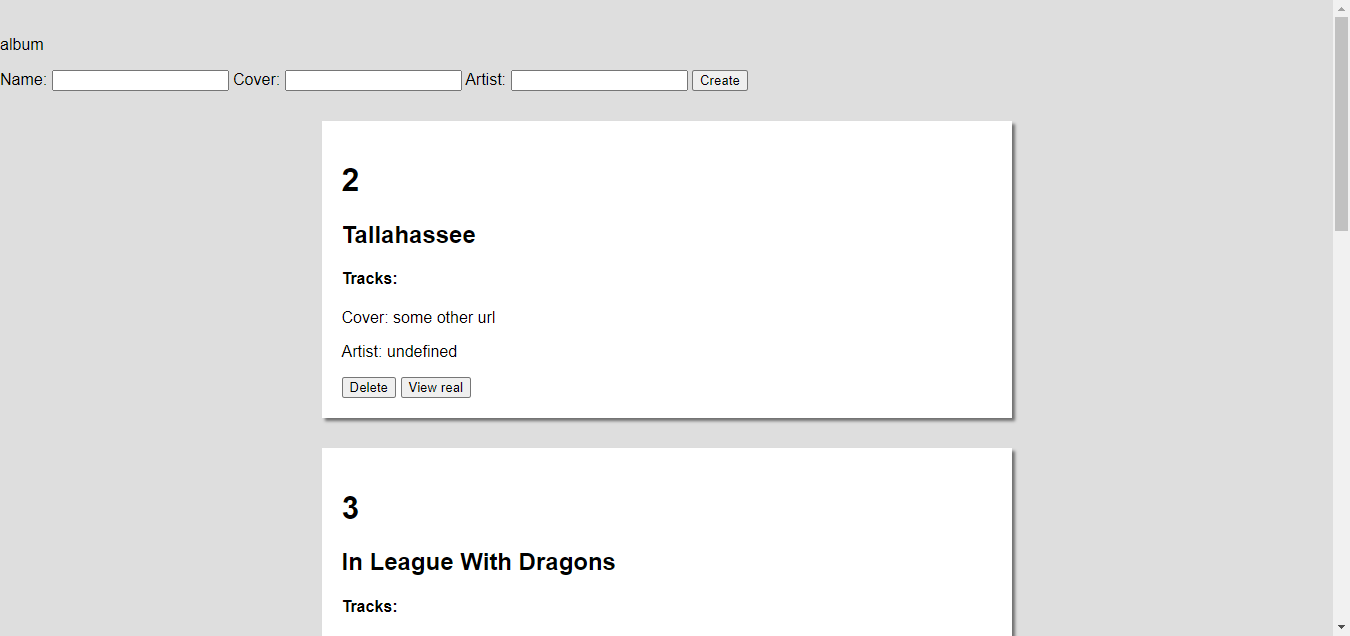 album
Name: Cover: Artist: Create
2
Tallahassee
Tracks:
Cover: some other url
Artist: undefined
Delete View real
3
In League With Dragons
Tracks: